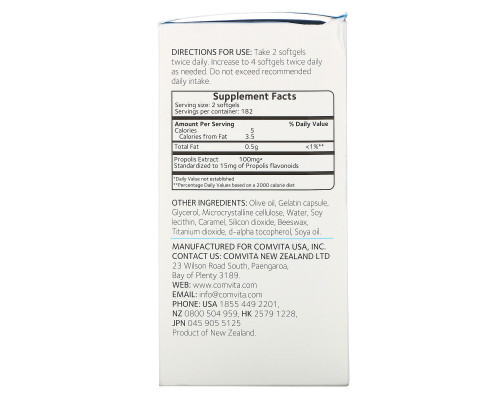 DIRECTIONS FOR USE: Take 2 softgels
twice daily. Increase to 4 softgels twice daily
as needed. Do not exceed recommended
daily intake.
Supplement Facts
Serving size: 2 softgels
Servings per container: 182
Amount Per Serving % Daily Value
Calories 5
Calories from Fat 3.5
Total Fat 0.5g <1%**
Propolis Extract 100mg*
Standardized to 15mg of Propolis flavonoids
*Daily Value not established
**Percentage Daily Values based on a 2000 calorie diet
OTHER INGREDIENTS: Olive oil, Gelatin capsule,
Glycerol, Microcrystalline cellulose, Water, Soy
lecithin, Caramel, Silicon dioxide, Beeswax,
Titanium dioxide, d-alpha tocopherol, Soya oil.
MANUFACTURED FOR COMVITA USA, INC.
CONTACT US: COMVITA NEW ZEALAND LTD
23 Wilson Road South, Paengaroa,
Bay of Plenty 3189.
WEB: www.comvita.com
EMAIL: info@comvita.com
PHONE: USA 1855 449 2201,
NZ 0800 504 959, HK 2579 1228,
JPN 045 905 5125
Product of New Zealand.